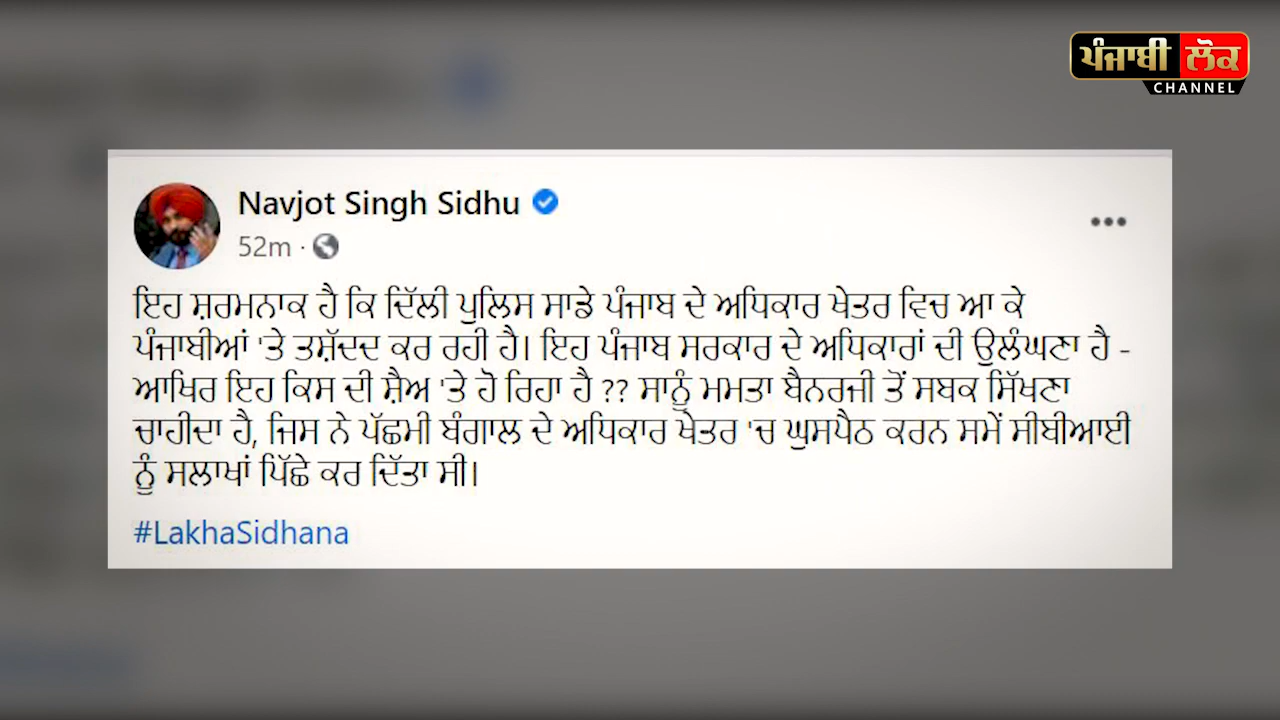 ਪੰਜਾਬੀ ਲੋਕ
CHANNEL
Navjot Singh Sidhu
52m ·
ਇਹ ਸ਼ਰਮਨਾਕ ਹੈ ਕਿ ਦਿੱਲੀ ਪੁਲਿਸ ਸਾਡੇ ਪੰਜਾਬ ਦੇ ਅਧਿਕਾਰ ਖੇਤਰ ਵਿਚ ਆ ਕੇ
ਪੰਜਾਬੀਆਂ 'ਤੇ ਤਸ਼ੱਦਦ ਕਰ ਰਹੀ ਹੈ। ਇਹ ਪੰਜਾਬ ਸਰਕਾਰ ਦੇ ਅਧਿਕਾਰਾਂ ਦੀ ਉਲੰਘਣਾ ਹੈ -
ਆਖਿਰ ਇਹ ਕਿਸ ਦੀ ਸ਼ੈਅ 'ਤੇ ਹੋ ਰਿਹਾ ਹੈ ?? ਸਾਨੂੰ ਮਮਤਾ ਬੈਨਰਜੀ ਤੋਂ ਸਬਕ ਸਿੱਖਣਾ
ਚਾਹੀਦਾ ਹੈ, ਜਿਸ ਨੇ ਪੱਛਮੀ ਬੰਗਾਲ ਦੇ ਅਧਿਕਾਰ ਖੇਤਰ 'ਚ ਘੁਸਪੈਠ ਕਰਨ ਸਮੇਂ ਸੀਬੀਆਈ
ਨੂੰ ਸਲਾਖਾਂ ਪਿੱਛੇ ਕਰ ਦਿੱਤਾ ਸੀ।
#LakhaSidhana